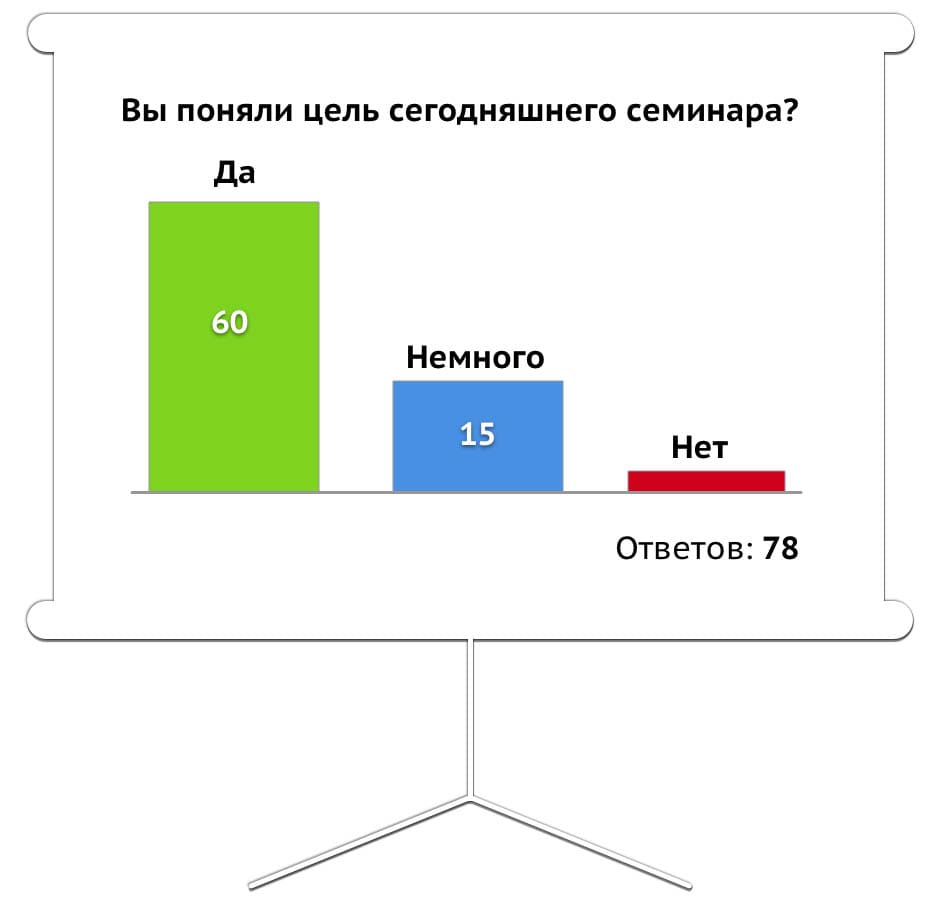 Вы поняли цель сегодняшнего семинара?
Да
60
Немного
15
Нет
Ответов: 78